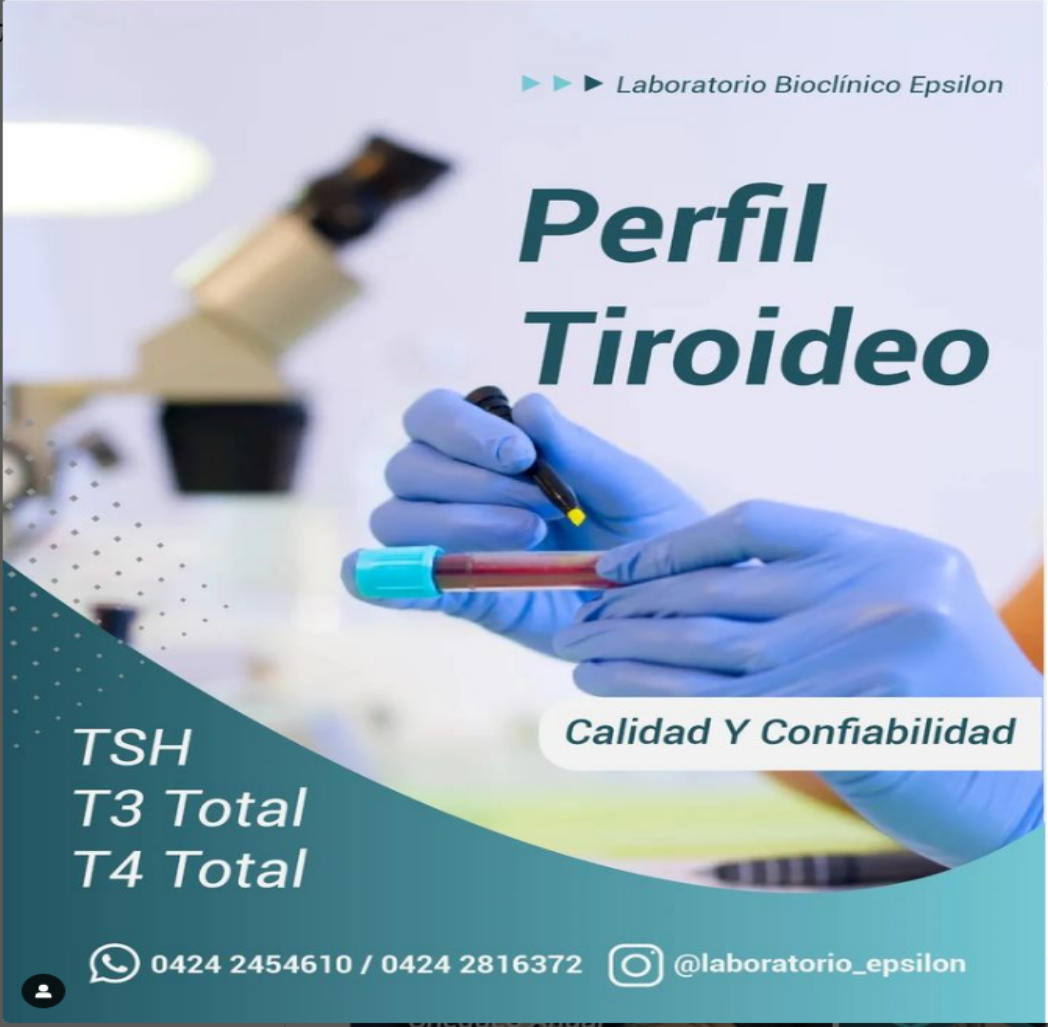 Laboratorio Bioclínico Epsilon
Perfil
Tiroideo
Calidad Y Confiabilidad
TSH
T3 Total
T4 Total
0424 2454610 / 0424 2816372 @laboratorio_epsilon